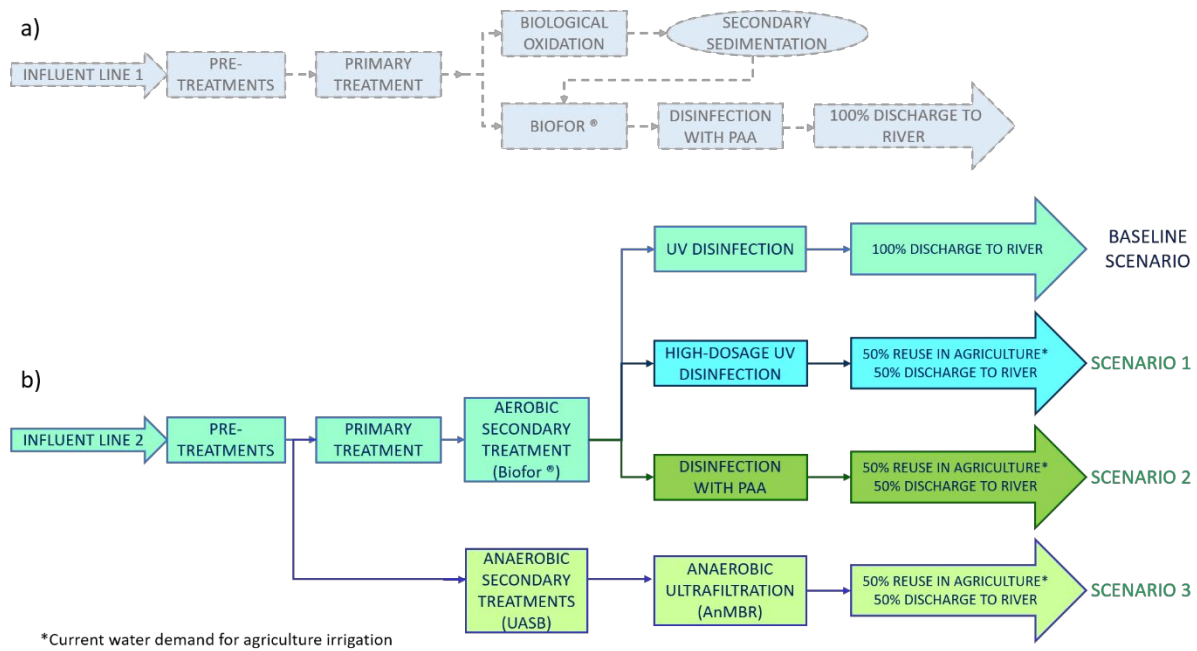 a)
INFLUENT LINE 1
PRE-
TREATMENTS
PRIMARY
TREATMENT
BIOLOGICAL
OXIDATION
SECONDARY
SEDIMENTATION
BIOFOR ®
DISINFECTION
WITH PAA
100% DISCHARGE TO
RIVER
b)
INFLUENT LINE 2
PRE-
TREATMENTS
PRIMARY
TREATMENT
AEROBIC
SECONDARY
TREATMENT
(Biofor ®)
UV DISINFECTION
100% DISCHARGE TO RIVER
BASELINE
SCENARIO
HIGH-DOSAGE UV
DISINFECTION
50% REUSE IN AGRICULTURE*
50% DISCHARGE TO RIVER
SCENARIO 1
DISINFECTION
WITH PAA
50% REUSE IN AGRICULTURE*
50% DISCHARGE TO RIVER
SCENARIO 2
ANAEROBIC
SECONDARY
TREATMENTS
(UASB)
ANAEROBIC
ULTRAFILTRATION
(AnMBR)
50% REUSE IN AGRICULTURE*
50% DISCHARGE TO RIVER
SCENARIO 3
*Current water demand for agriculture irrigation